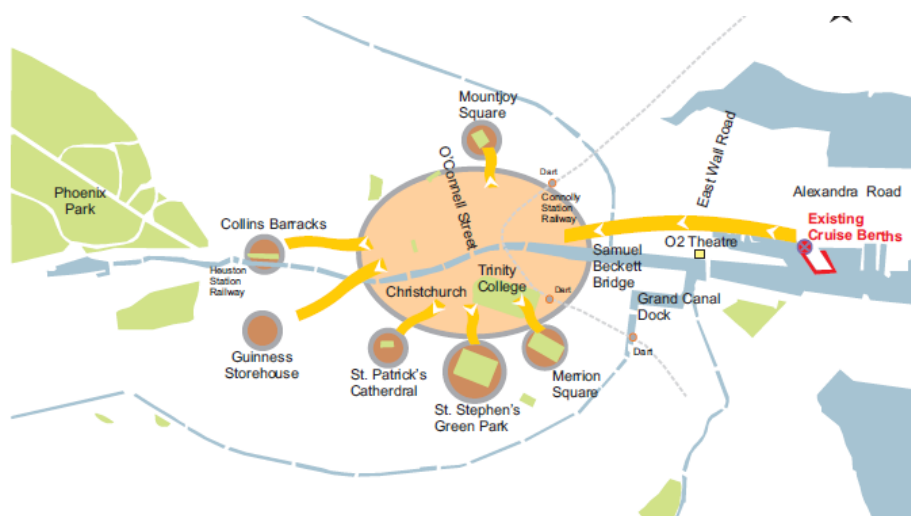 Mountjoy
Square
O'Connell Street
East Wall Road
Dart
Connolly
Station
Railway
Alexandra Road
Phoenix
Park
Collins Barracks
Existing
Cruise Berths
O2 Theatre
Samuel
Beckett
Bridge
Heuston
Station
Railway
Trinity
College
Christchurch
Dart
Grand Canal
Dock
Guinness
Storehouse
St. Patrick's
Catherdral
St. Stephen's
Green Park
Merrion
Square
Dart